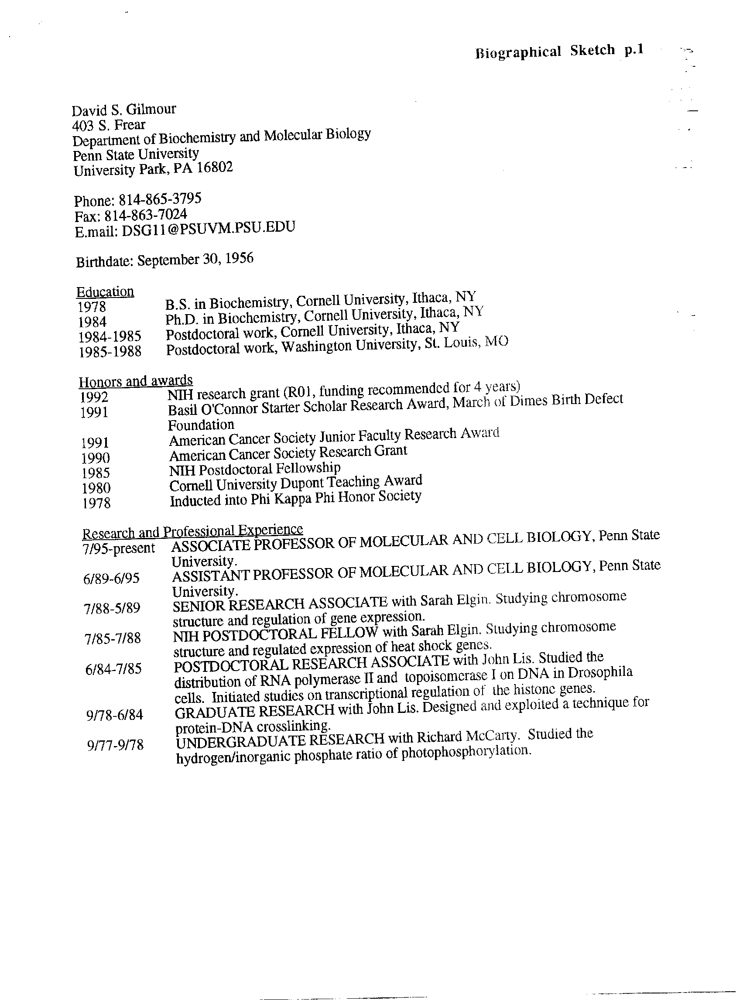 Biographical Sketch p.1
David S. Gilmour
403 S. Frear
Department of Biochemistry and Molecular Biology
Penn State University
University Park, PA 16802
Phone: 814-865-3795
Fax: 814-863-7024
E.mail: DSG11@PSUVM.PSU.EDU
Birthdate: September 30, 1956
Education
1978 B.S. in Biochemistry, Cornell University, Ithaca, NY
1984 Ph.D. in Biochemistry, Cornell University, Ithaca, NY
1984-1985 Postdoctoral work, Cornell University, Ithaca, NY
1985-1988 Postdoctoral work, Washington University, St. Louis, MO
Honors and awards
1992 NIH research grant (R01, funding recommended for 4 years)
1991 Basil O'Connor Starter Scholar Research Award, March of Dimes Birth Defect
Foundation
1991 American Cancer Society Junior Faculty Research Award
1990 American Cancer Society Research Grant
1985 NIH Postdoctoral Fellowship
1980 Cornell University Dupont Teaching Award
1978 Inducted into Phi Kappa Phi Honor Society
Research and Professional Experience
7/95-present ASSOCIATE PROFESSOR OF MOLECULAR AND CELL BIOLOGY, Penn State
University.
6/89-6/95 ASSISTANT PROFESSOR OF MOLECULAR AND CELL BIOLOGY, Penn State
University.
7/88-5/89 SENIOR RESEARCH ASSOCIATE with Sarah Elgin. Studying chromosome
structure and regulation of gene expression.
7/85-7/88 NIH POSTDOCTORAL FELLOW with Sarah Elgin. Studying chromosome
structure and regulated expression of heat shock genes.
6/84-7/85 POSTDOCTORAL RESEARCH ASSOCIATE with John Lis. Studied the
distribution of RNA polymerase II and topoisomerase I on DNA in Drosophila
cells. Initiated studies on transcriptional regulation of the histone genes.
9/78-6/84 GRADUATE RESEARCH with John Lis. Designed and exploited a technique for
protein-DNA crosslinking.
9/77-9/78 UNDERGRADUATE RESEARCH with Richard McCarty. Studied the
hydrogen/inorganic phosphate ratio of photophosphorylation.